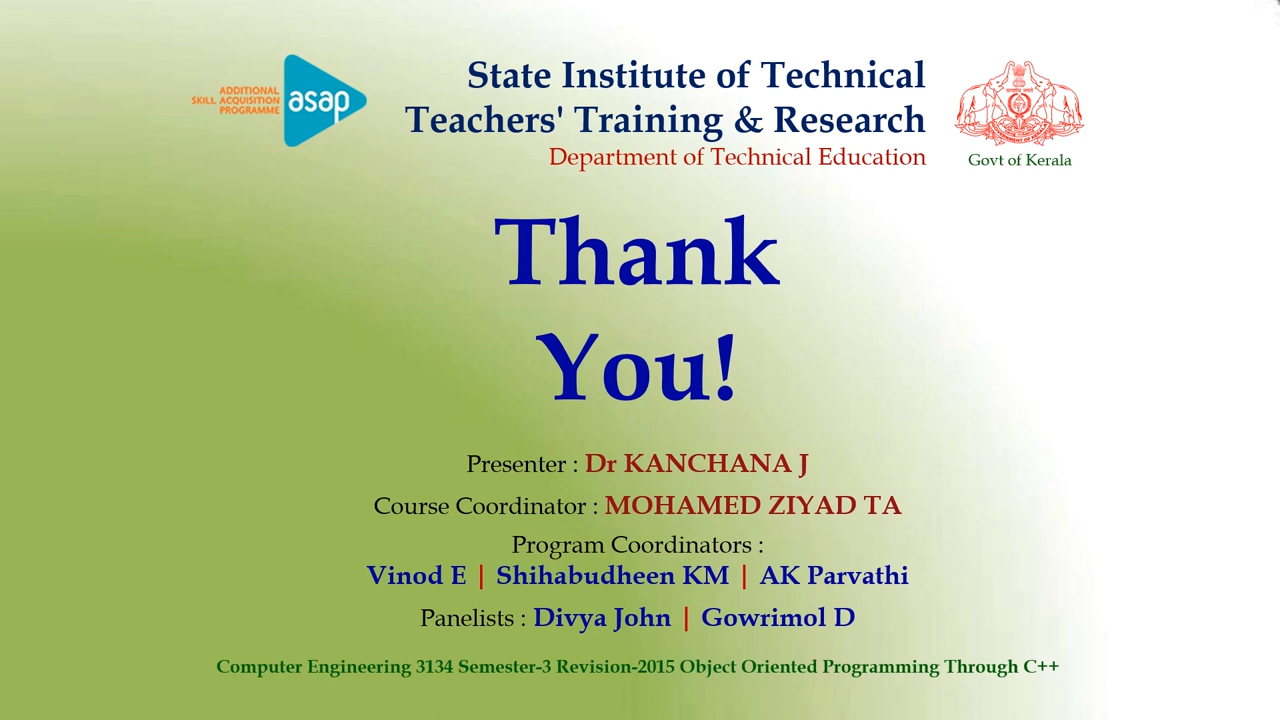 ADDITIONAL
SKILL ACQUISITION
PROGRAMME
asap
State Institute of Technical
Teachers' Training & Research
Department of Technical Education
Govt of Kerala
Thank
You!
Presenter : Dr KANCHANA J
Course Coordinator : MOHAMED ZIYAD TA
Program Coordinators :
Vinod E | Shihabudheen KM | AK Parvathi
Panelists : Divya John | Gowrimol D
Computer Engineering 3134 Semester-3 Revision-2015 Object Oriented Programming Through C++